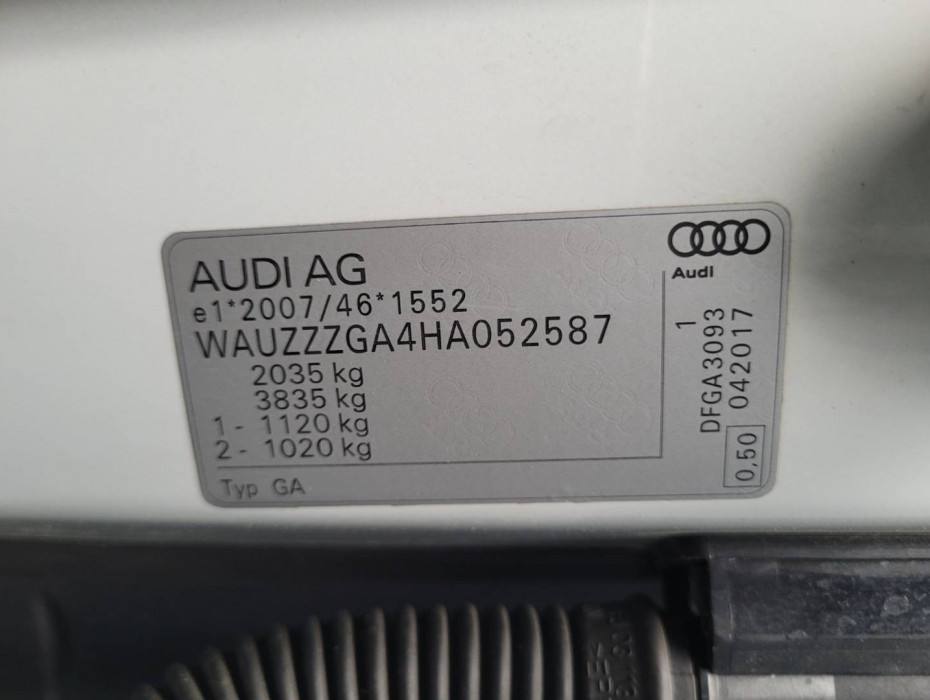 AUDI AG
e1*2007/46*1552
WAUZZZGA4HA052587
2035 kg
3835 kg
1 - 1120 kg
2 - 1020 kg
Typ GA
Audi
1
DFGA3093
042017
0,50